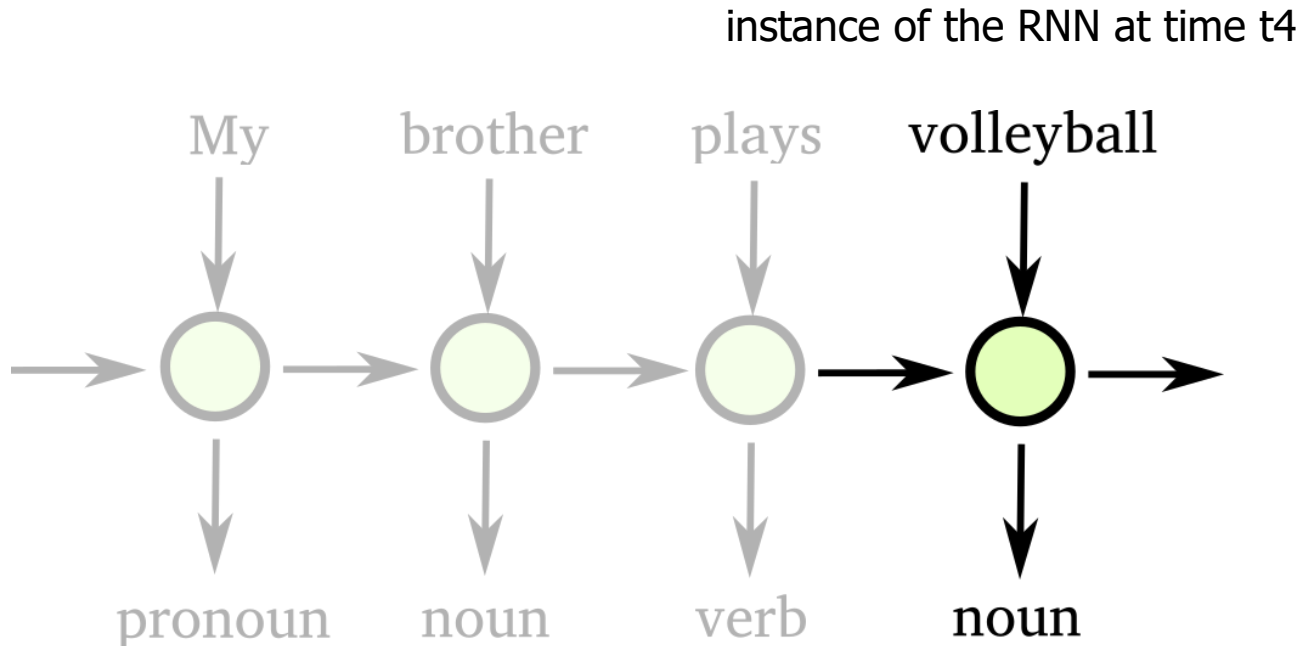 instance of the RNN at time t4
My brother plays volleyball
pronoun noun verb noun